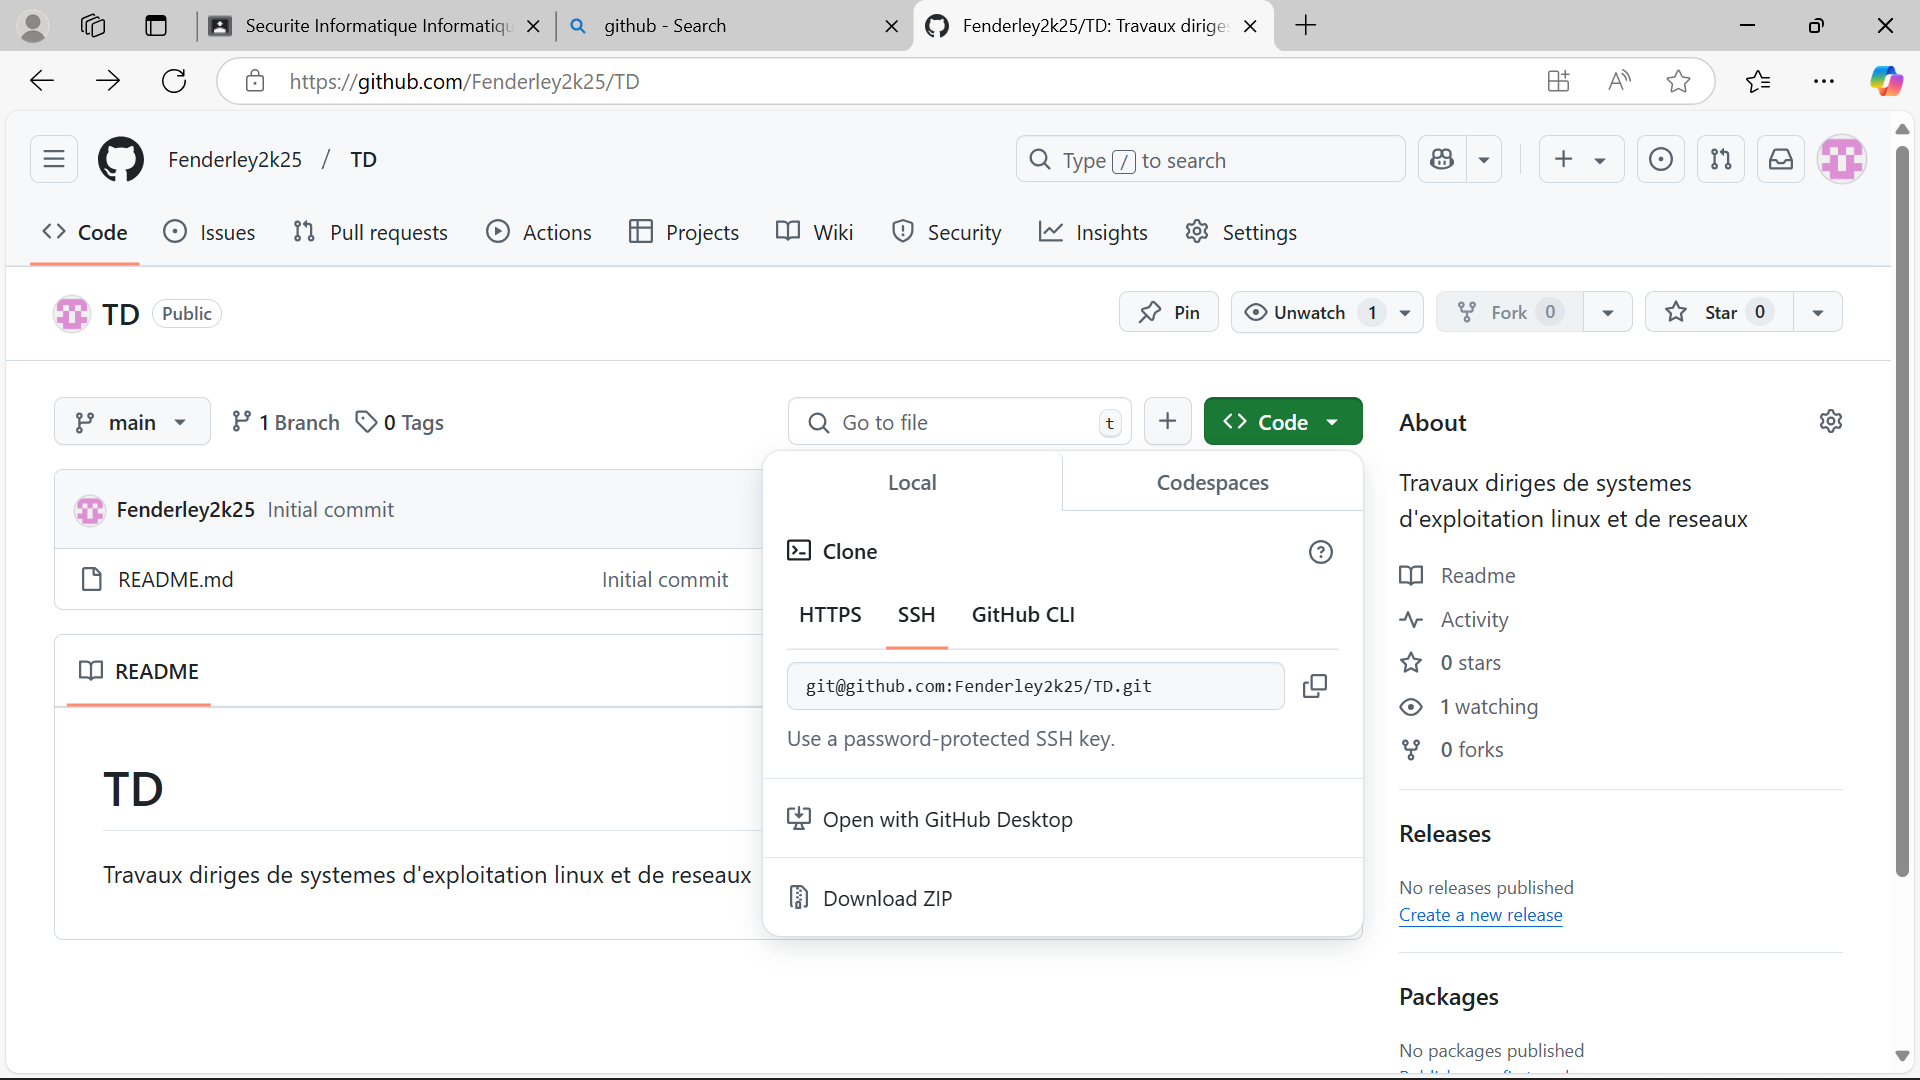 Securite Informatique Informatiqu
github - Search
Fenderley2k25/TD: Travaux diriges
https://github.com/Fenderley2k25/TD
Fenderley2k25 / TD
Type / to search
Code
Issues
Pull requests
Actions
Projects
Wiki
Security
Insights
Settings
TD Public
Pin
Unwatch 1
Fork 0
Star 0
main
1 Branch
0 Tags
Go to file t
Code
Fenderley2k25 Initial commit
README.md Initial commit
README
TD
Travaux diriges de systemes d'exploitation linux et de reseaux
Local
Codespaces
Clone
HTTPS
SSH
GitHub CLI
git@github.com:Fenderley2k25/TD.git
Use a password-protected SSH key.
Open with GitHub Desktop
Download ZIP
About
Travaux diriges de systemes
d'exploitation linux et de reseaux
Readme
Activity
0 stars
1 watching
0 forks
Releases
No releases published
Create a new release
Packages
No packages published